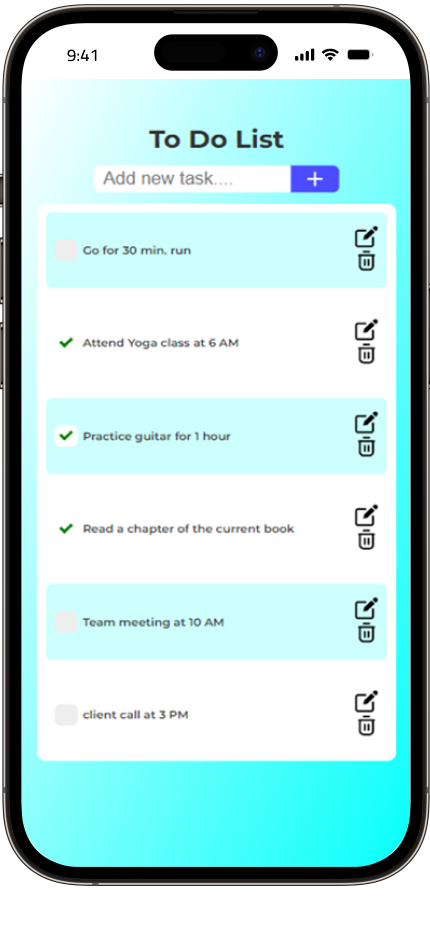 9:41
To Do List
Add new task....
Go for 30 min. run
Attend Yoga class at 6 AM
Practice guitar for 1 hour
Read a chapter of the current book
Team meeting at 10 AM
client call at 3 PM